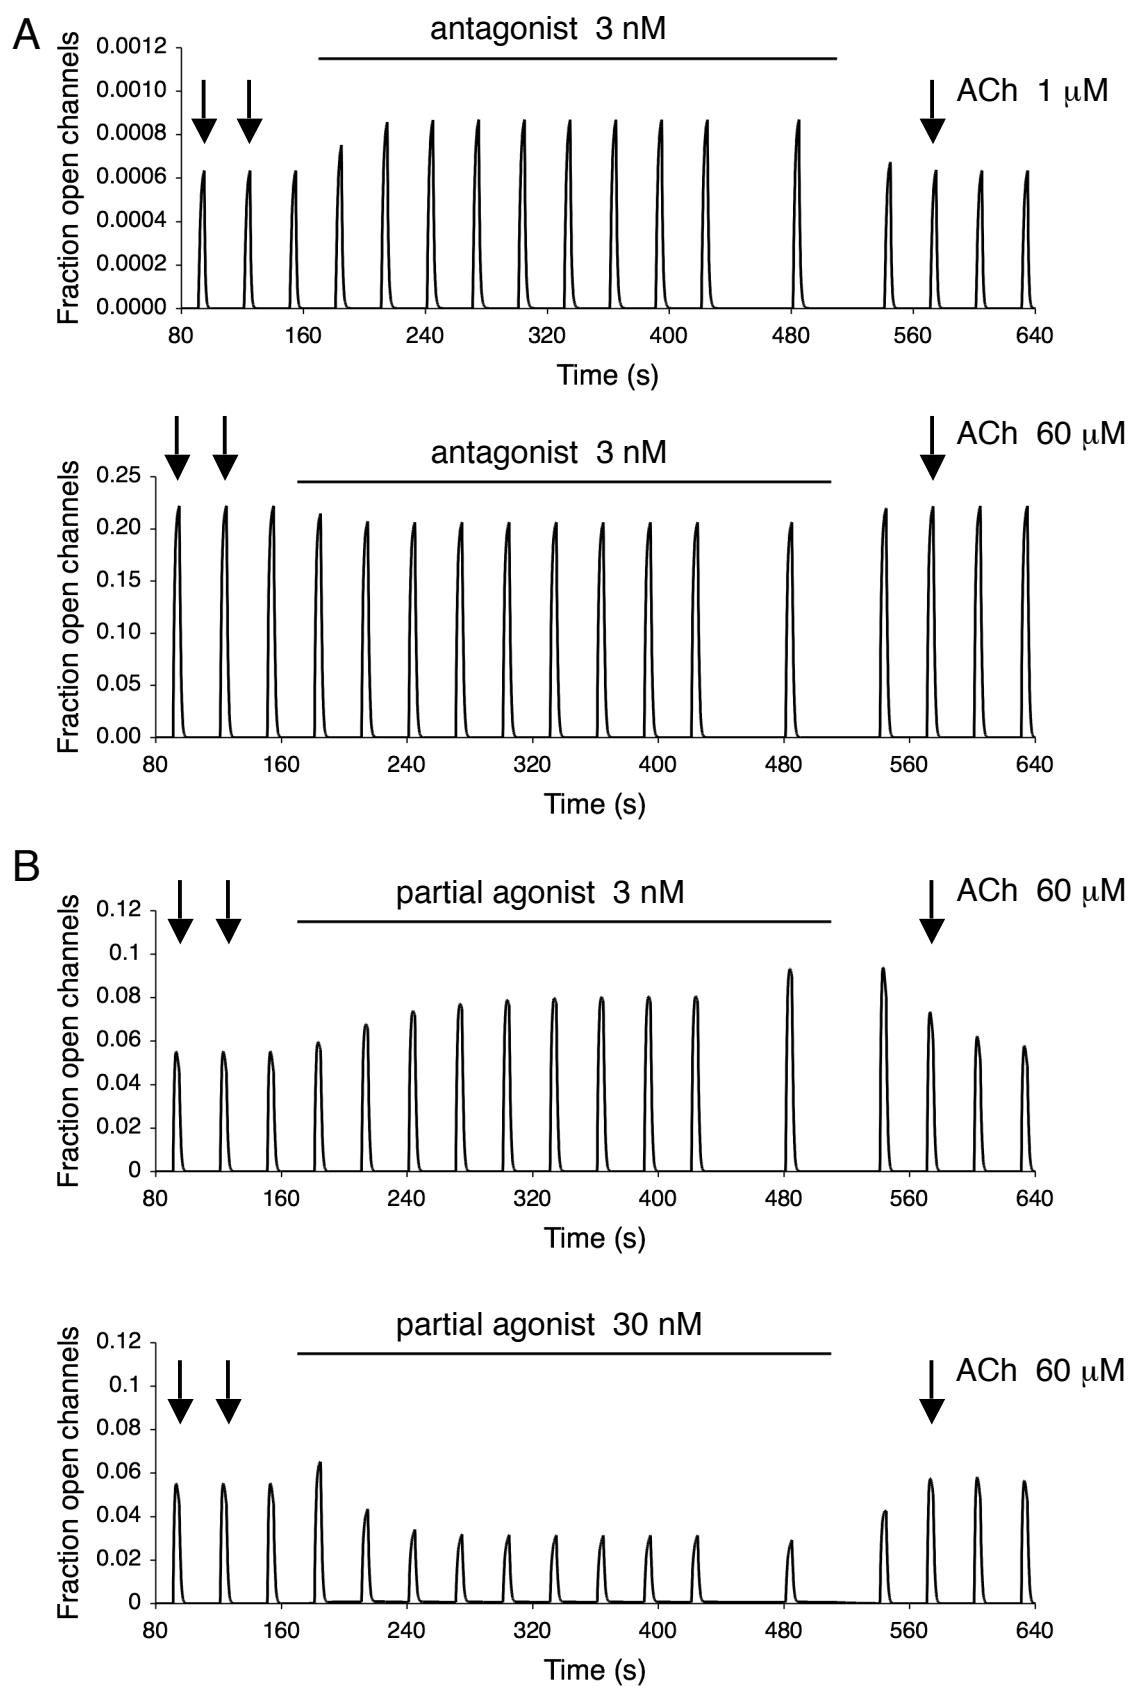 A
antagonist  3 nM
ACh  1 μM
Fraction open channels
0.0012
0.0010
0.0008
0.0006
0.0004
0.0002
0.0000
80 160 240 320 400 480 560 640
Time (s)
antagonist  3 nM
ACh  60 μM
Fraction open channels
0.25
0.20
0.15
0.10
0.05
0.00
80 160 240 320 400 480 560 640
Time (s)
B
partial agonist  3 nM
ACh  60 μM
Fraction open channels
0.12
0.1
0.08
0.06
0.04
0.02
0
80 160 240 320 400 480 560 640
Time (s)
partial agonist  30 nM
ACh  60 μM
Fraction open channels
0.12
0.1
0.08
0.06
0.04
0.02
0
80 160 240 320 400 480 560 640
Time (s)